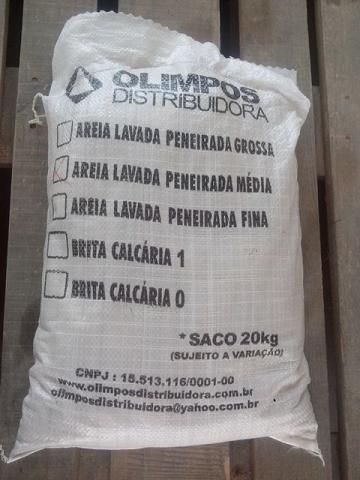 OLIMPOS
DISTRIBUIDORA
AREIA LAVADA PENEIRADA GROSSA
AREIA LAVADA PENEIRADA MÉDIA
AREIA LAVADA PENEIRADA FINA
BRITA CALCÁRIA 1
BRITA CALCÁRIA 0
* SACO 20kg
(SUJEITO A VARIAÇÃO)
CNPJ : 15.513.116/0001-00
www.olimposdistribuidora.com.br
olimposdistribuidora@yahoo.com.br